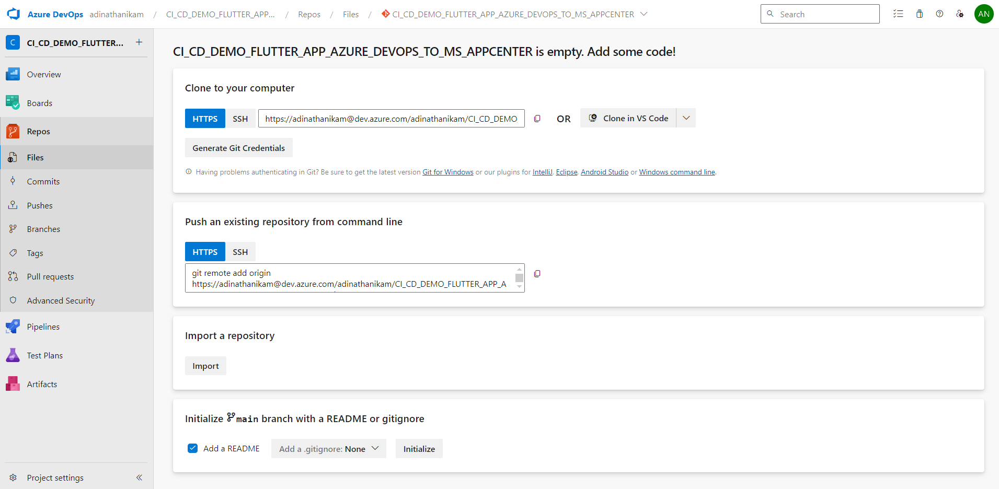 Azure DevOps adinathanikam / CI_CD_DEMO_FLUTTER_APP... / Repos / Files / CI_CD_DEMO_FLUTTER_APP_AZURE_DEVOPS_TO_MS_APPCENTER
Search
AN
C CI_CD_DEMO_FLUTTER... +
Overview
Boards
Repos
Files
Commits
Pushes
Branches
Tags
Pull requests
Advanced Security
Pipelines
Test Plans
Artifacts
Project settings
CI_CD_DEMO_FLUTTER_APP_AZURE_DEVOPS_TO_MS_APPCENTER is empty. Add some code!
Clone to your computer
HTTPS SSH https://adinathanikam@dev.azure.com/adinathanikam/CI_CD_DEMO OR Clone in VS Code
Generate Git Credentials
Having problems authenticating in Git? Be sure to get the latest version Git for Windows or our plugins for IntelliJ, Eclipse, Android Studio or Windows command line.
Push an existing repository from command line
HTTPS SSH
git remote add origin
https://adinathanikam@dev.azure.com/adinathanikam/CI_CD_DEMO_FLUTTER_APP_A
Import a repository
Import
Initialize main branch with a README or gitignore
Add a README Add a .gitignore: None Initialize